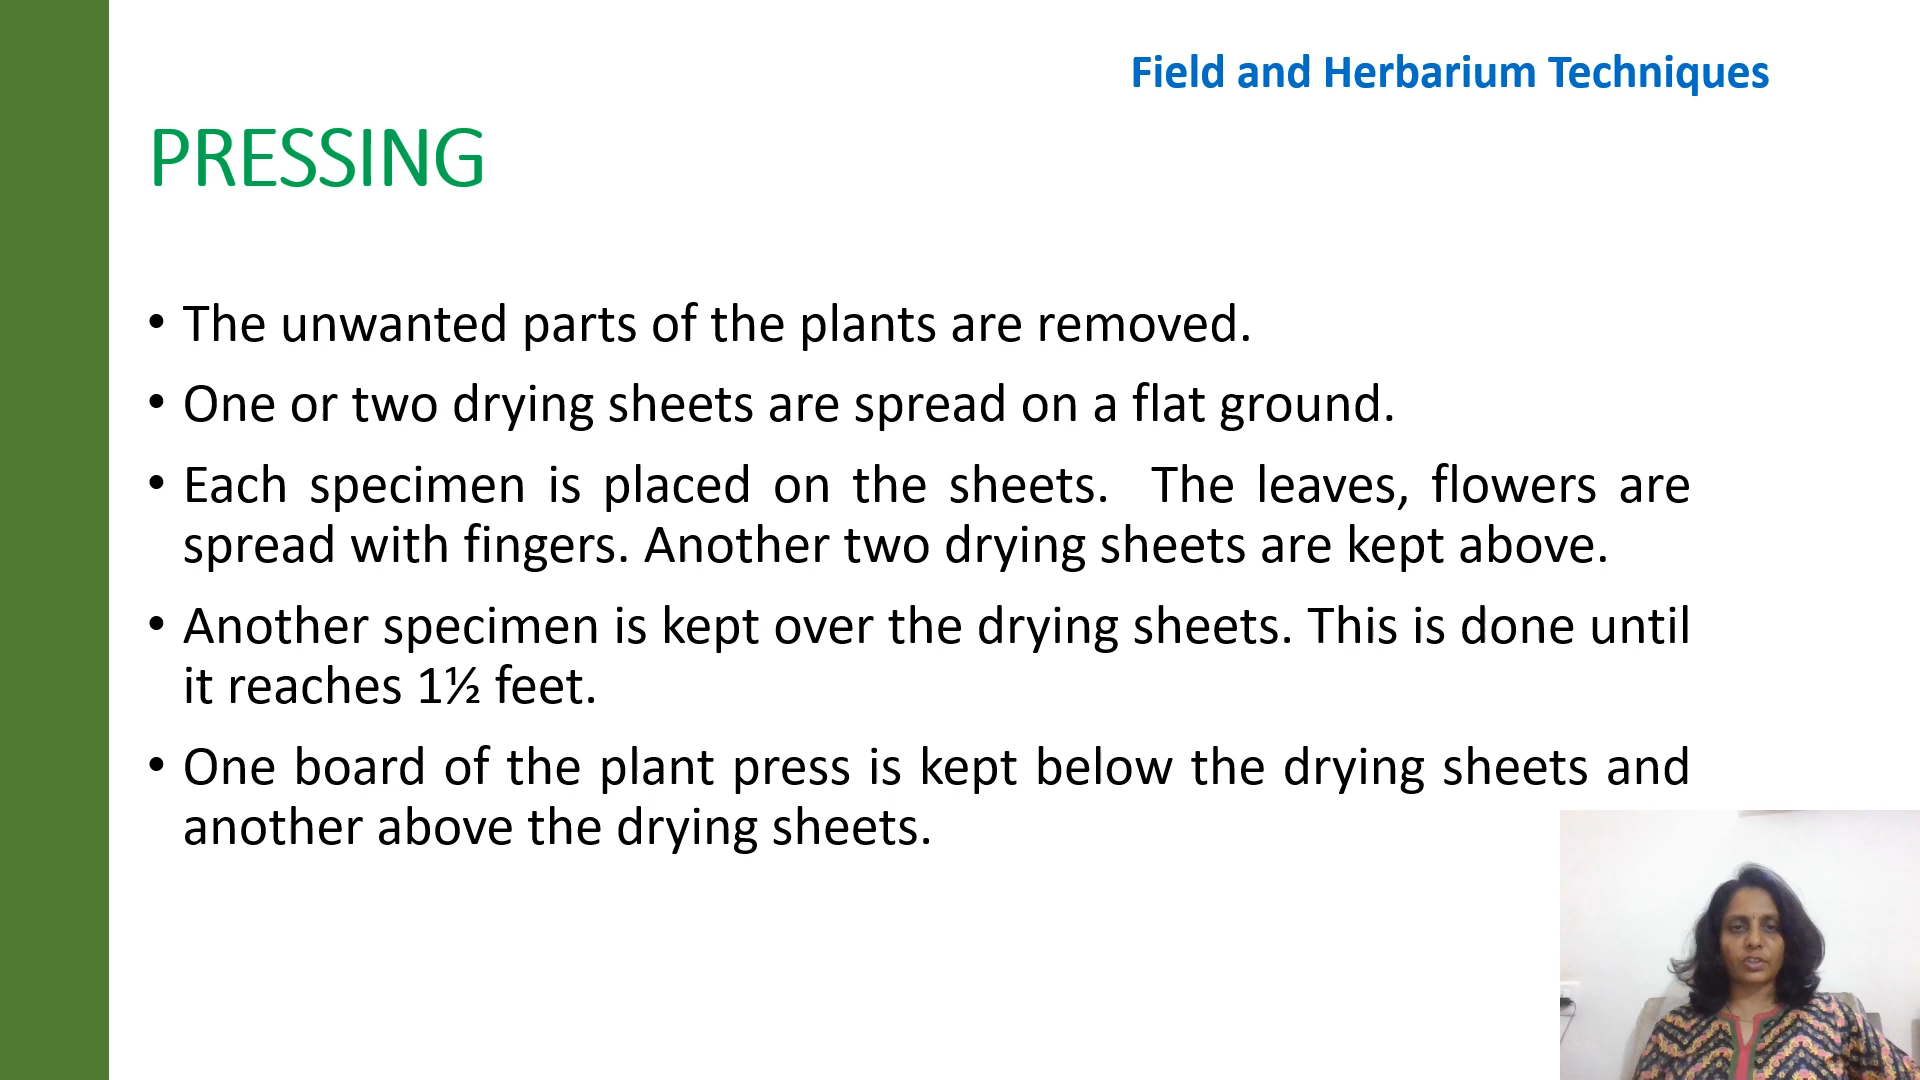 Field and Herbarium Techniques
PRESSING
• The unwanted parts of the plants are removed.
• One or two drying sheets are spread on a flat ground.
• Each specimen is placed on the sheets.  The leaves, flowers are
spread with fingers. Another two drying sheets are kept above.
• Another specimen is kept over the drying sheets. This is done until
it reaches 1½ feet.
• One board of the plant press is kept below the drying sheets and
another above the drying sheets.